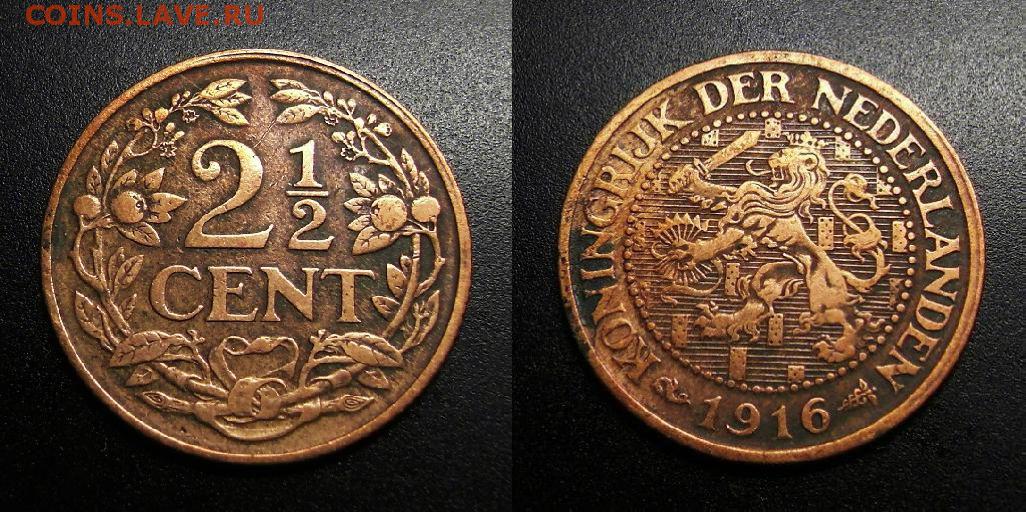 COINS.LAVE.RU
2 1/2
CENT
KONINGRIJK DER NEDERLANDEN
1916